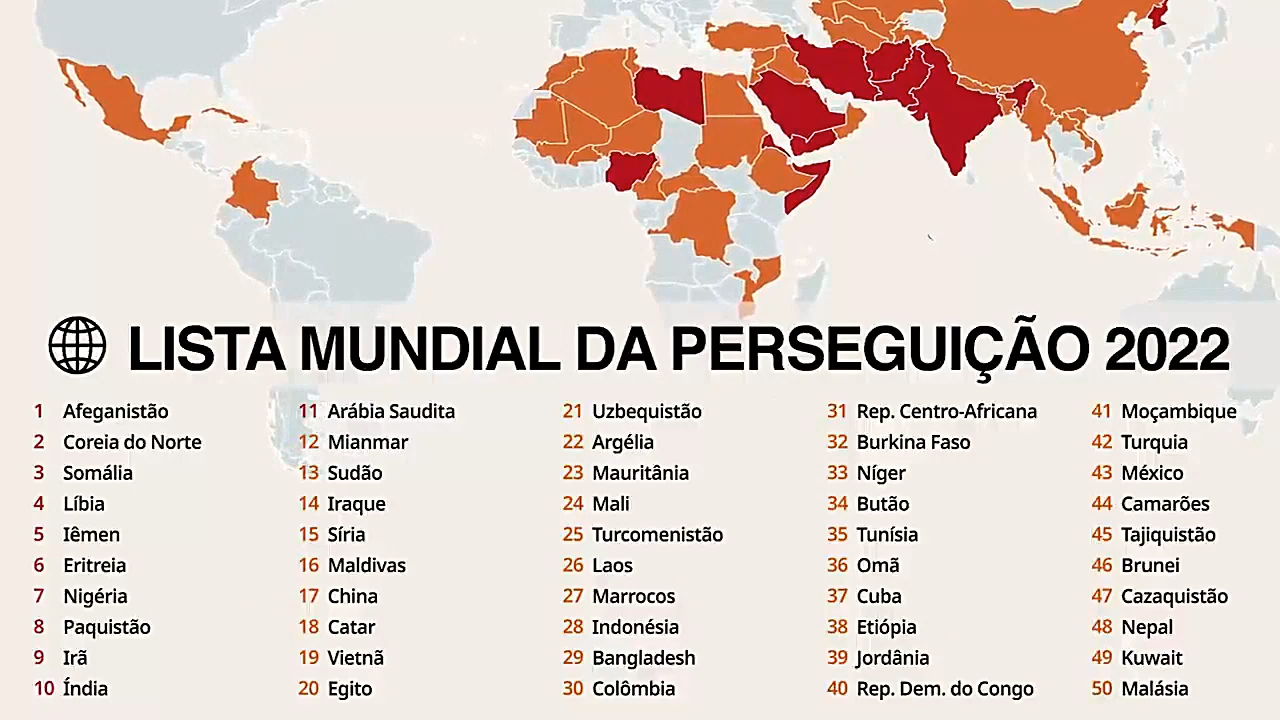 LISTA MUNDIAL DA PERSEGUIÇÃO 2022
1 Afeganistão
2 Coreia do Norte
3 Somália
4 Líbia
5 Iêmen
6 Eritreia
7 Nigéria
8 Paquistão
9 Irã
10 Índia
11 Arábia Saudita
12 Mianmar
13 Sudão
14 Iraque
15 Síria
16 Maldivas
17 China
18 Catar
19 Vietnã
20 Egito
21 Uzbequistão
22 Argélia
23 Mauritânia
24 Mali
25 Turcomenistão
26 Laos
27 Marrocos
28 Indonésia
29 Bangladesh
30 Colômbia
31 Rep. Centro-Africana
32 Burkina Faso
33 Níger
34 Butão
35 Tunísia
36 Omã
37 Cuba
38 Etiópia
39 Jordânia
40 Rep. Dem. do Congo
41 Moçambique
42 Turquia
43 México
44 Camarões
45 Tajiquistão
46 Brunei
47 Cazaquistão
48 Nepal
49 Kuwait
50 Malásia